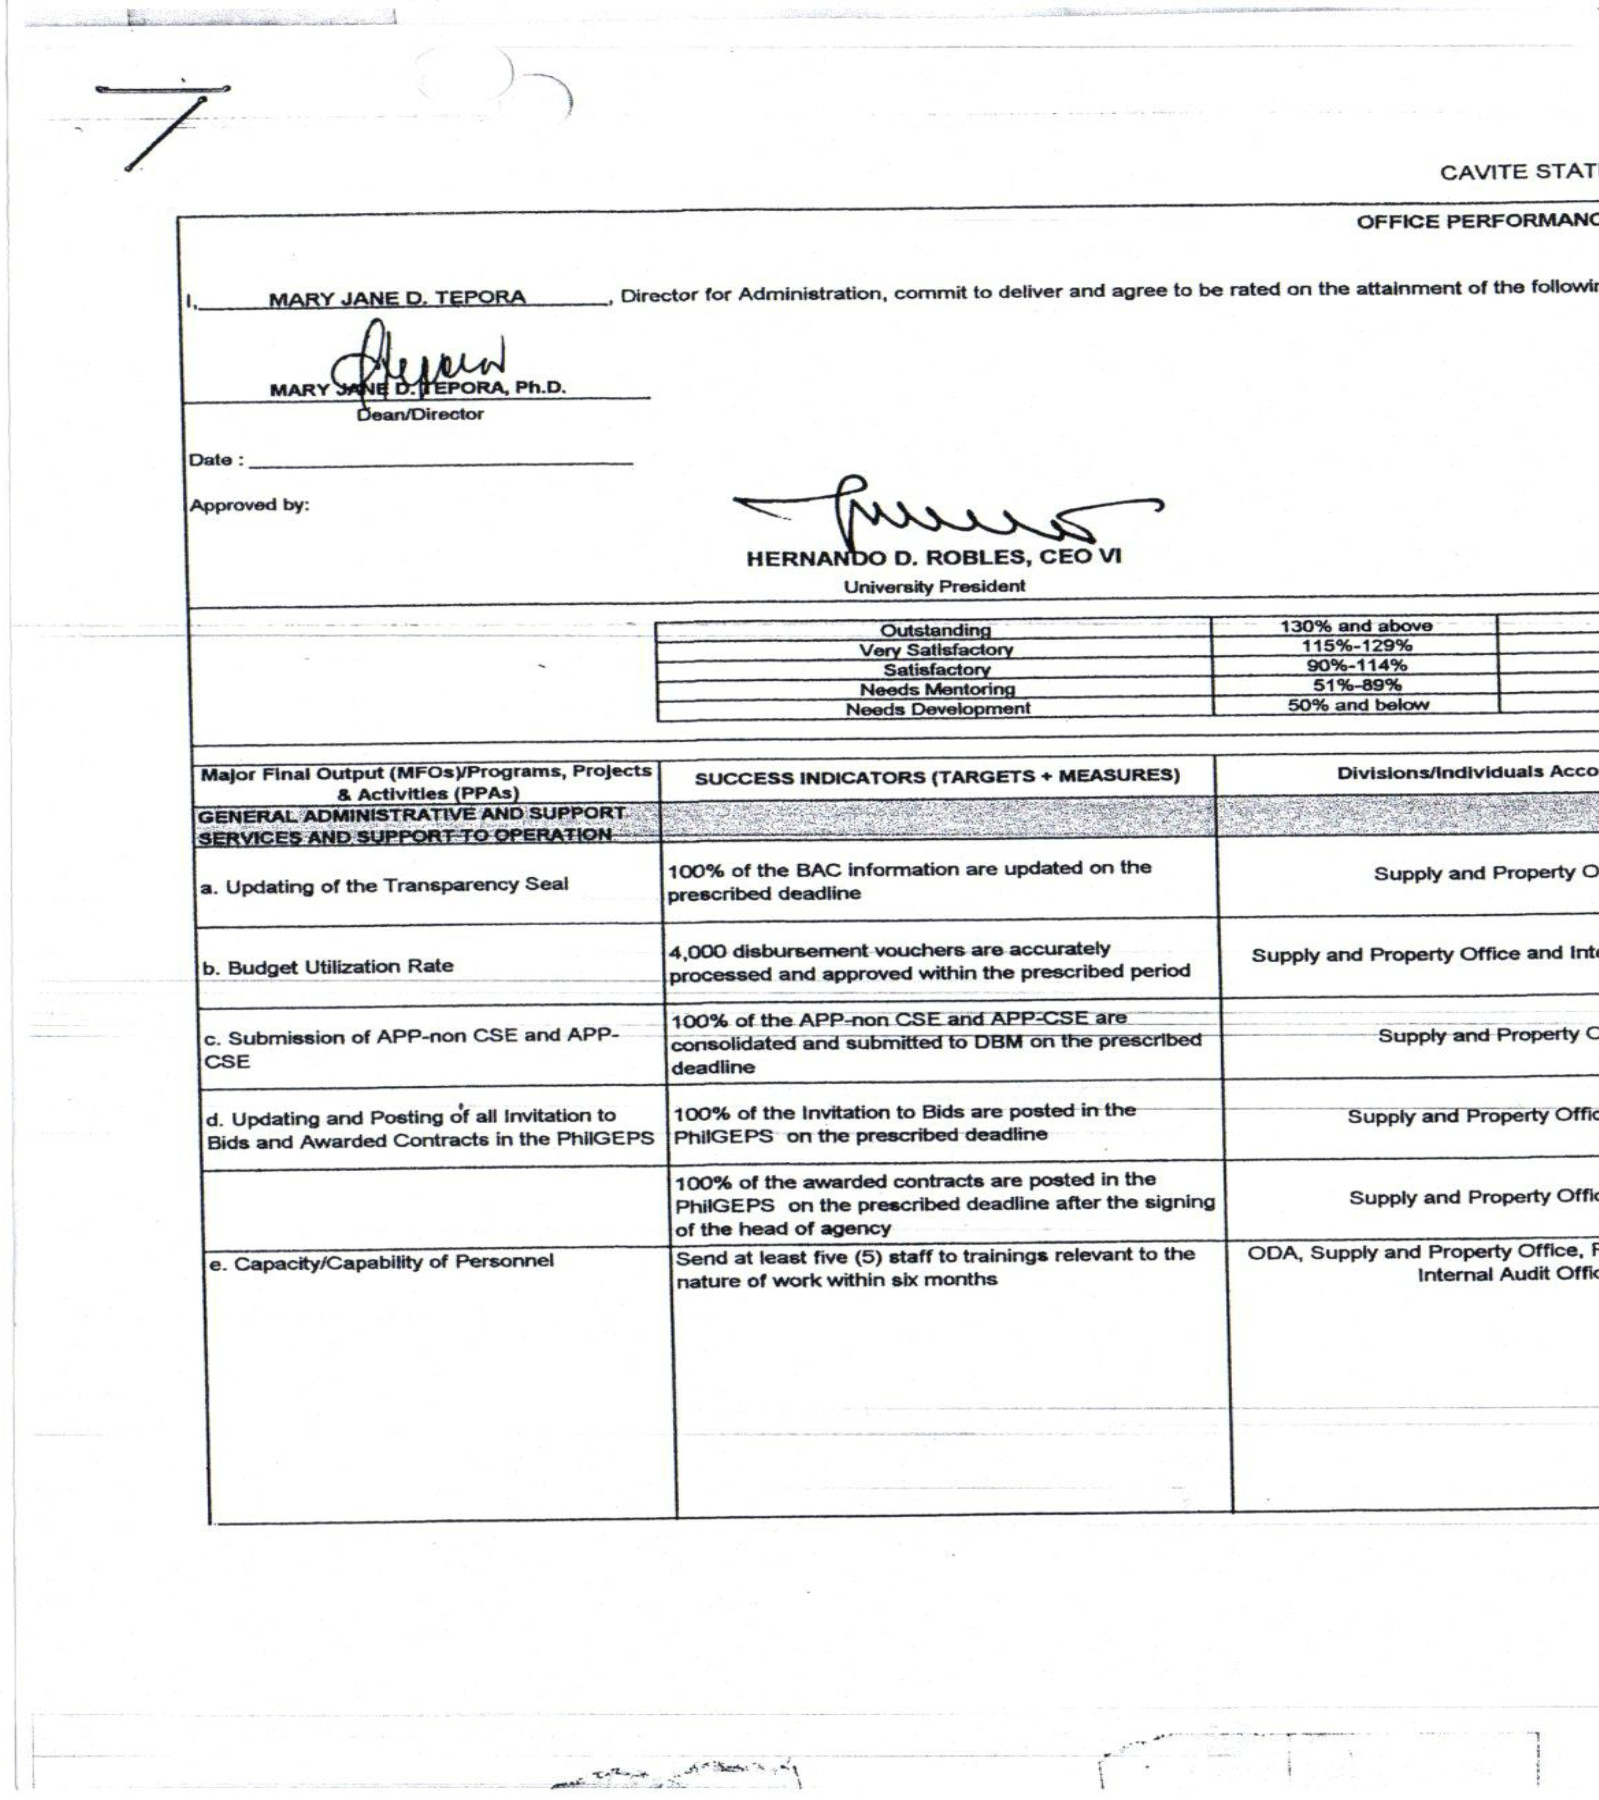 7
CAVITE STAT
OFFICE PERFORMANC
I, MARY JANE D. TEPORA, Director for Administration, commit to deliver and agree to be rated on the attainment of the followin
MARY JANE D. TEPORA, Ph.D.
Dean/Director
Date :
Approved by:
HERNANDO D. ROBLES, CEO VI
University President
Outstanding 130% and above
Very Satisfactory 115%-129%
Satisfactory 90%-114%
Needs Mentoring 51%-89%
Needs Development 50% and below
Major Final Output (MFOs)/Programs, Projects
& Activities (PPAs)
SUCCESS INDICATORS (TARGETS + MEASURES)
Divisions/Individuals Acco
GENERAL ADMINISTRATIVE AND SUPPORT
SERVICES AND SUPPORT TO OPERATION
a. Updating of the Transparency Seal
100% of the BAC information are updated on the
prescribed deadline
Supply and Property O
b. Budget Utilization Rate
4,000 disbursement vouchers are accurately
processed and approved within the prescribed period
Supply and Property Office and Inte
c. Submission of APP-non CSE and APP-
CSE
100% of the APP-non CSE and APP-CSE are
consolidated and submitted to DBM on the prescribed
deadline
Supply and Property O
d. Updating and Posting of all Invitation to
Bids and Awarded Contracts in the PhilGEPS
100% of the Invitation to Bids are posted in the
PhilGEPS on the prescribed deadline
Supply and Property Offic
100% of the awarded contracts are posted in the
PhilGEPS on the prescribed deadline after the signing
of the head of agency
Supply and Property Offic
e. Capacity/Capability of Personnel
Send at least five (5) staff to trainings relevant to the
nature of work within six months
ODA, Supply and Property Office, F
Internal Audit Offic